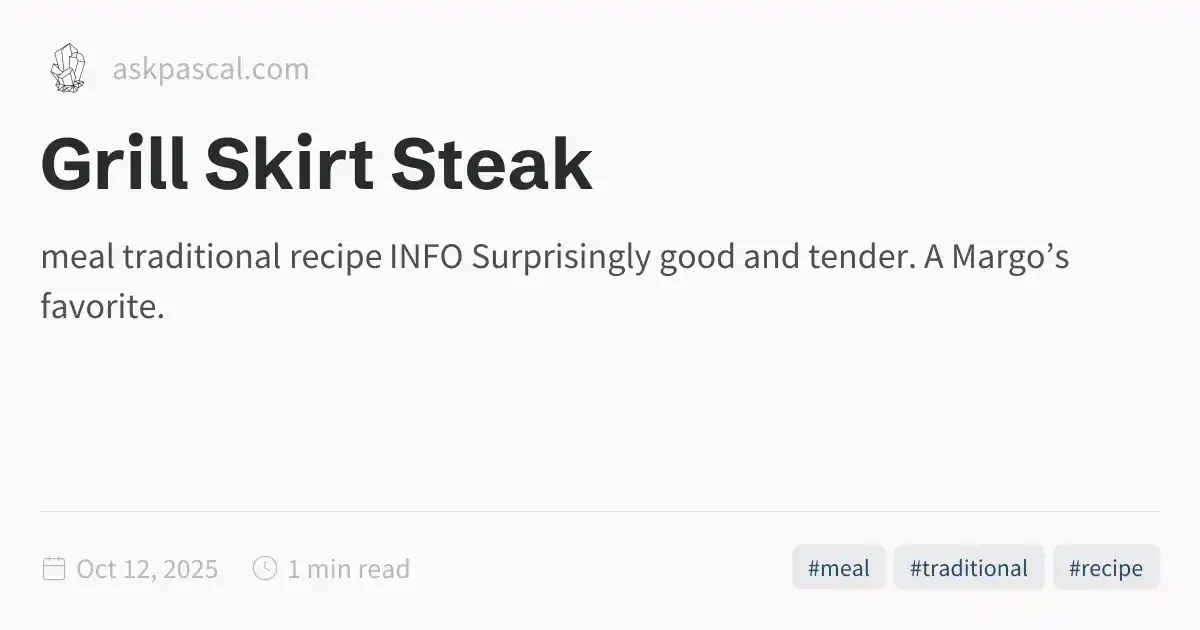 askpascal.com
Grill Skirt Steak
meal traditional recipe INFO Surprisingly good and tender. A Margo’s
favorite.
Oct 12, 2025 1 min read #meal #traditional #recipe